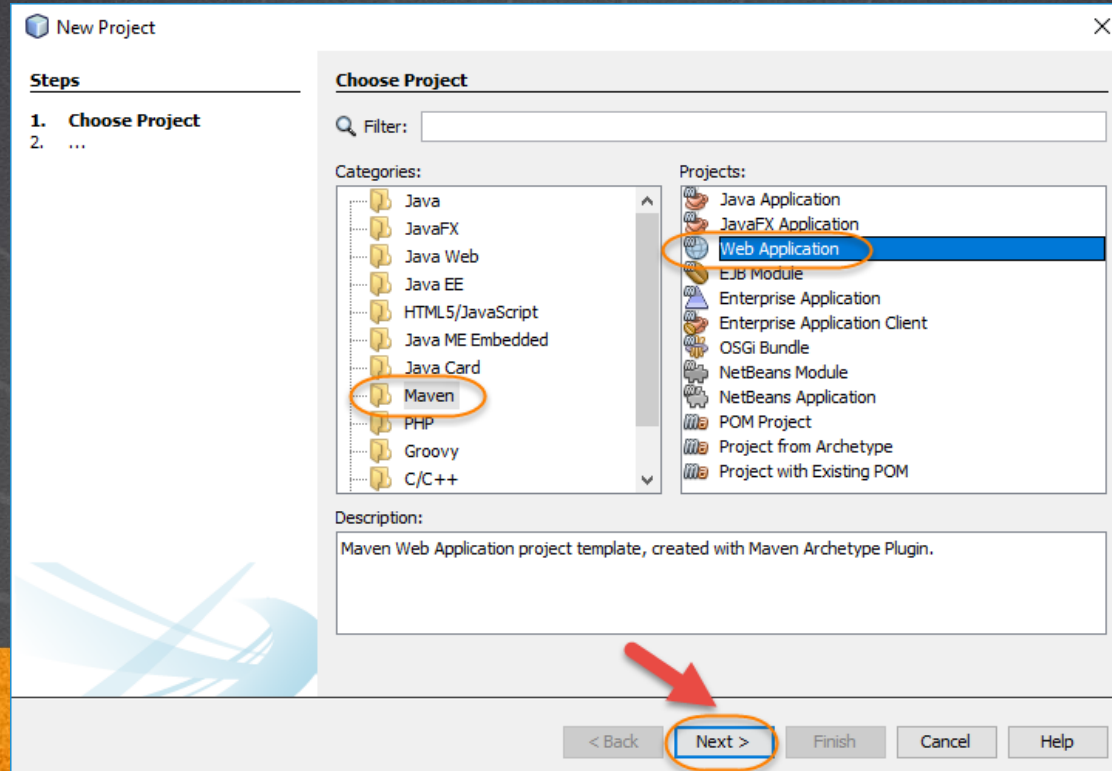 New Project
Steps
1. Choose Project
2. ...
Choose Project
Filter:
Categories:
Java
JavaFX
Java Web
Java EE
HTML5/JavaScript
Java ME Embedded
Java Card
Maven
PHP
Groovy
C/C++
Projects:
Java Application
JavaFX Application
Web Application
EJB Module
Enterprise Application
Enterprise Application Client
OSGi Bundle
NetBeans Module
NetBeans Application
POM Project
Project from Archetype
Project with Existing POM
Description:
Maven Web Application project template, created with Maven Archetype Plugin.
< Back Next > Finish Cancel Help